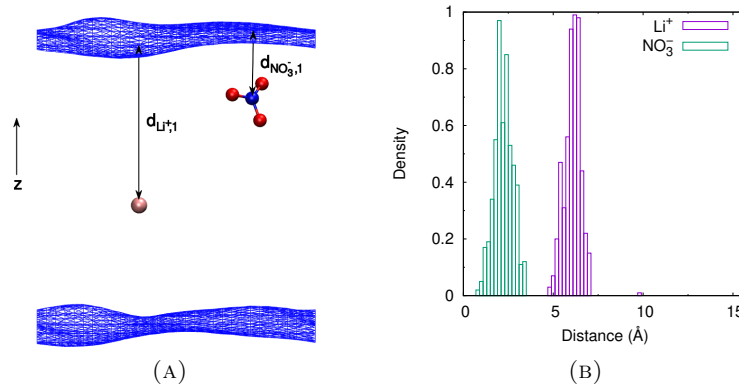 d_Li⁺,1
d_NO₃⁻,1
z
(A)
Li⁺
NO₃⁻
Density
1
0.8
0.6
0.4
0.2
0
0 5 10 15
Distance (Å)
(B)